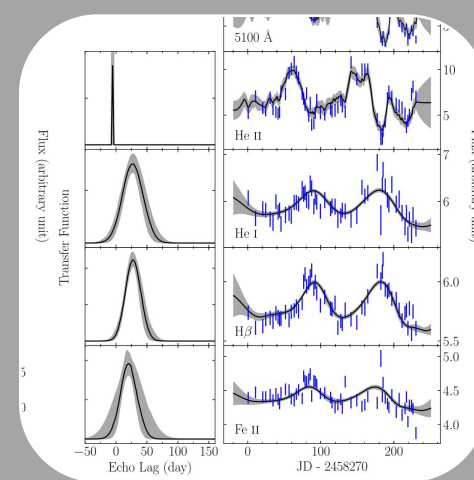 5100 Å
10
5
He II
7
6
He I
6.0
5.5
Hβ
5.0
4.5
4.0
Fe II
Flux (arbitrary unit)
Transfer Function
−50 0 50 100 150
Echo Lag (day)
0 100 200
JD - 2458270